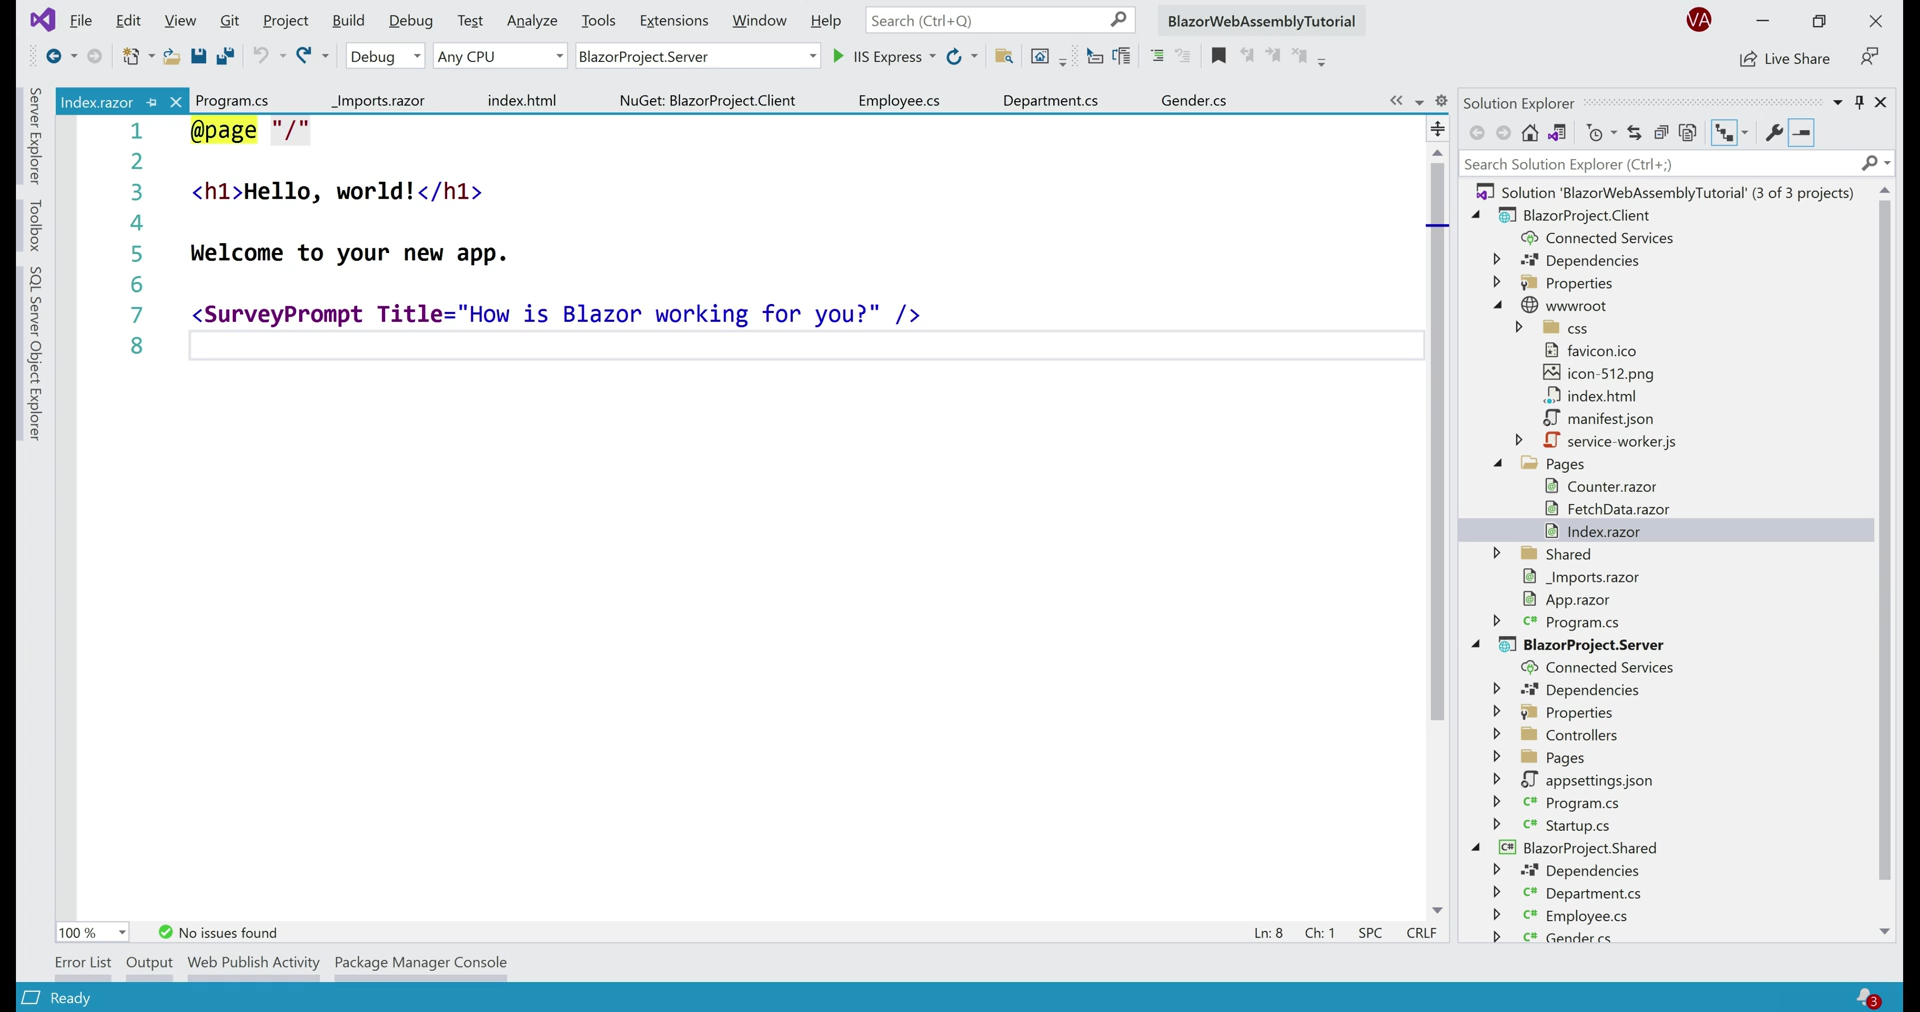 File Edit View Git Project Build Debug Test Analyze Tools Extensions Window Help Search (Ctrl+Q) BlazorWebAssemblyTutorial VA
Debug Any CPU BlazorProject.Server IIS Express Live Share
Server Explorer
Toolbox
SQL Server Object Explorer
Index.razor Program.cs _Imports.razor index.html NuGet: BlazorProject.Client Employee.cs Department.cs Gender.cs
1 @page "/"
2
3 <h1>Hello, world!</h1>
4
5 Welcome to your new app.
6
7 <SurveyPrompt Title="How is Blazor working for you?" />
8
100 % No issues found Ln: 8 Ch: 1 SPC CRLF
Solution Explorer
Search Solution Explorer (Ctrl+;)
Solution 'BlazorWebAssemblyTutorial' (3 of 3 projects)
BlazorProject.Client
Connected Services
Dependencies
Properties
wwwroot
css
favicon.ico
icon-512.png
index.html
manifest.json
service-worker.js
Pages
Counter.razor
FetchData.razor
Index.razor
Shared
_Imports.razor
App.razor
C# Program.cs
BlazorProject.Server
Connected Services
Dependencies
Properties
Controllers
Pages
appsettings.json
C# Program.cs
C# Startup.cs
C# BlazorProject.Shared
Dependencies
C# Department.cs
C# Employee.cs
C# Gender.cs
Error List Output Web Publish Activity Package Manager Console
Ready 3